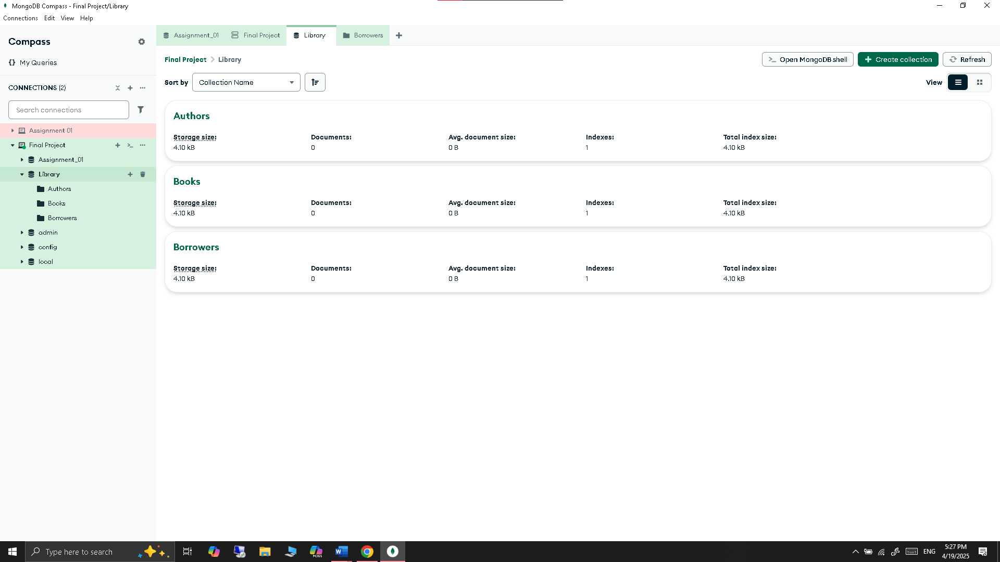 MongoDB Compass - Final Project/Library
Connections Edit View Help
Compass
My Queries
CONNECTIONS (2)
Search connections
Assignment 01
Final Project
Assignment_01
Library
Authors
Books
Borrowers
admin
config
local
Assignment_01 Final Project Library Borrowers
Final Project > Library
Open MongoDB shell Create collection Refresh
Sort by Collection Name View
Authors
Storage size: Documents: Avg. document size: Indexes: Total index size:
4.10 kB 0 0 B 1 4.10 kB
Books
Storage size: Documents: Avg. document size: Indexes: Total index size:
4.10 kB 0 0 B 1 4.10 kB
Borrowers
Storage size: Documents: Avg. document size: Indexes: Total index size:
4.10 kB 0 0 B 1 4.10 kB
Type here to search
M365
ENG
5:27 PM
4/19/2025